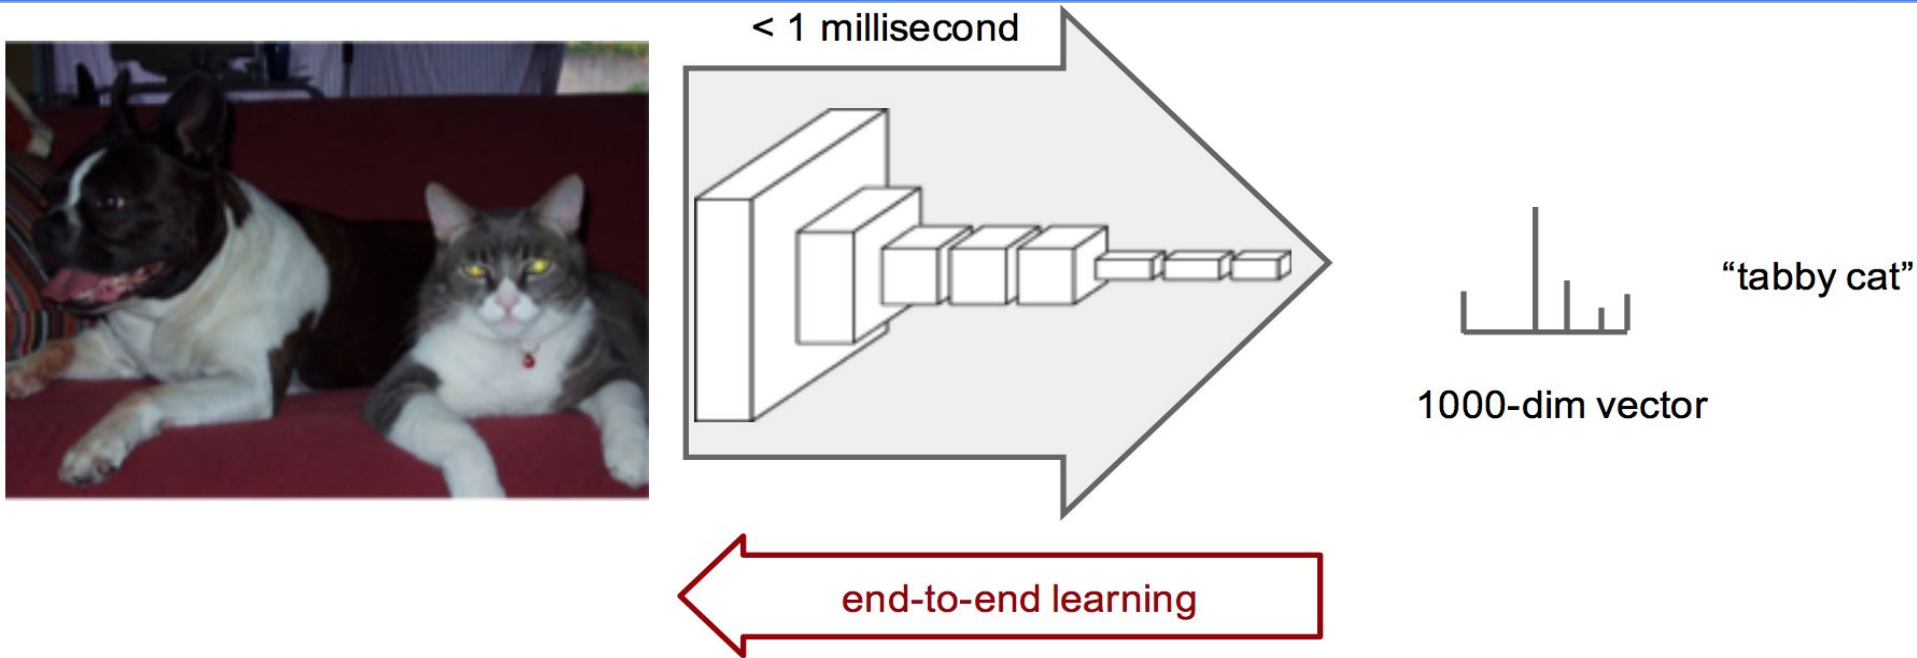 < 1 millisecond
“tabby cat”
1000-dim vector
end-to-end learning